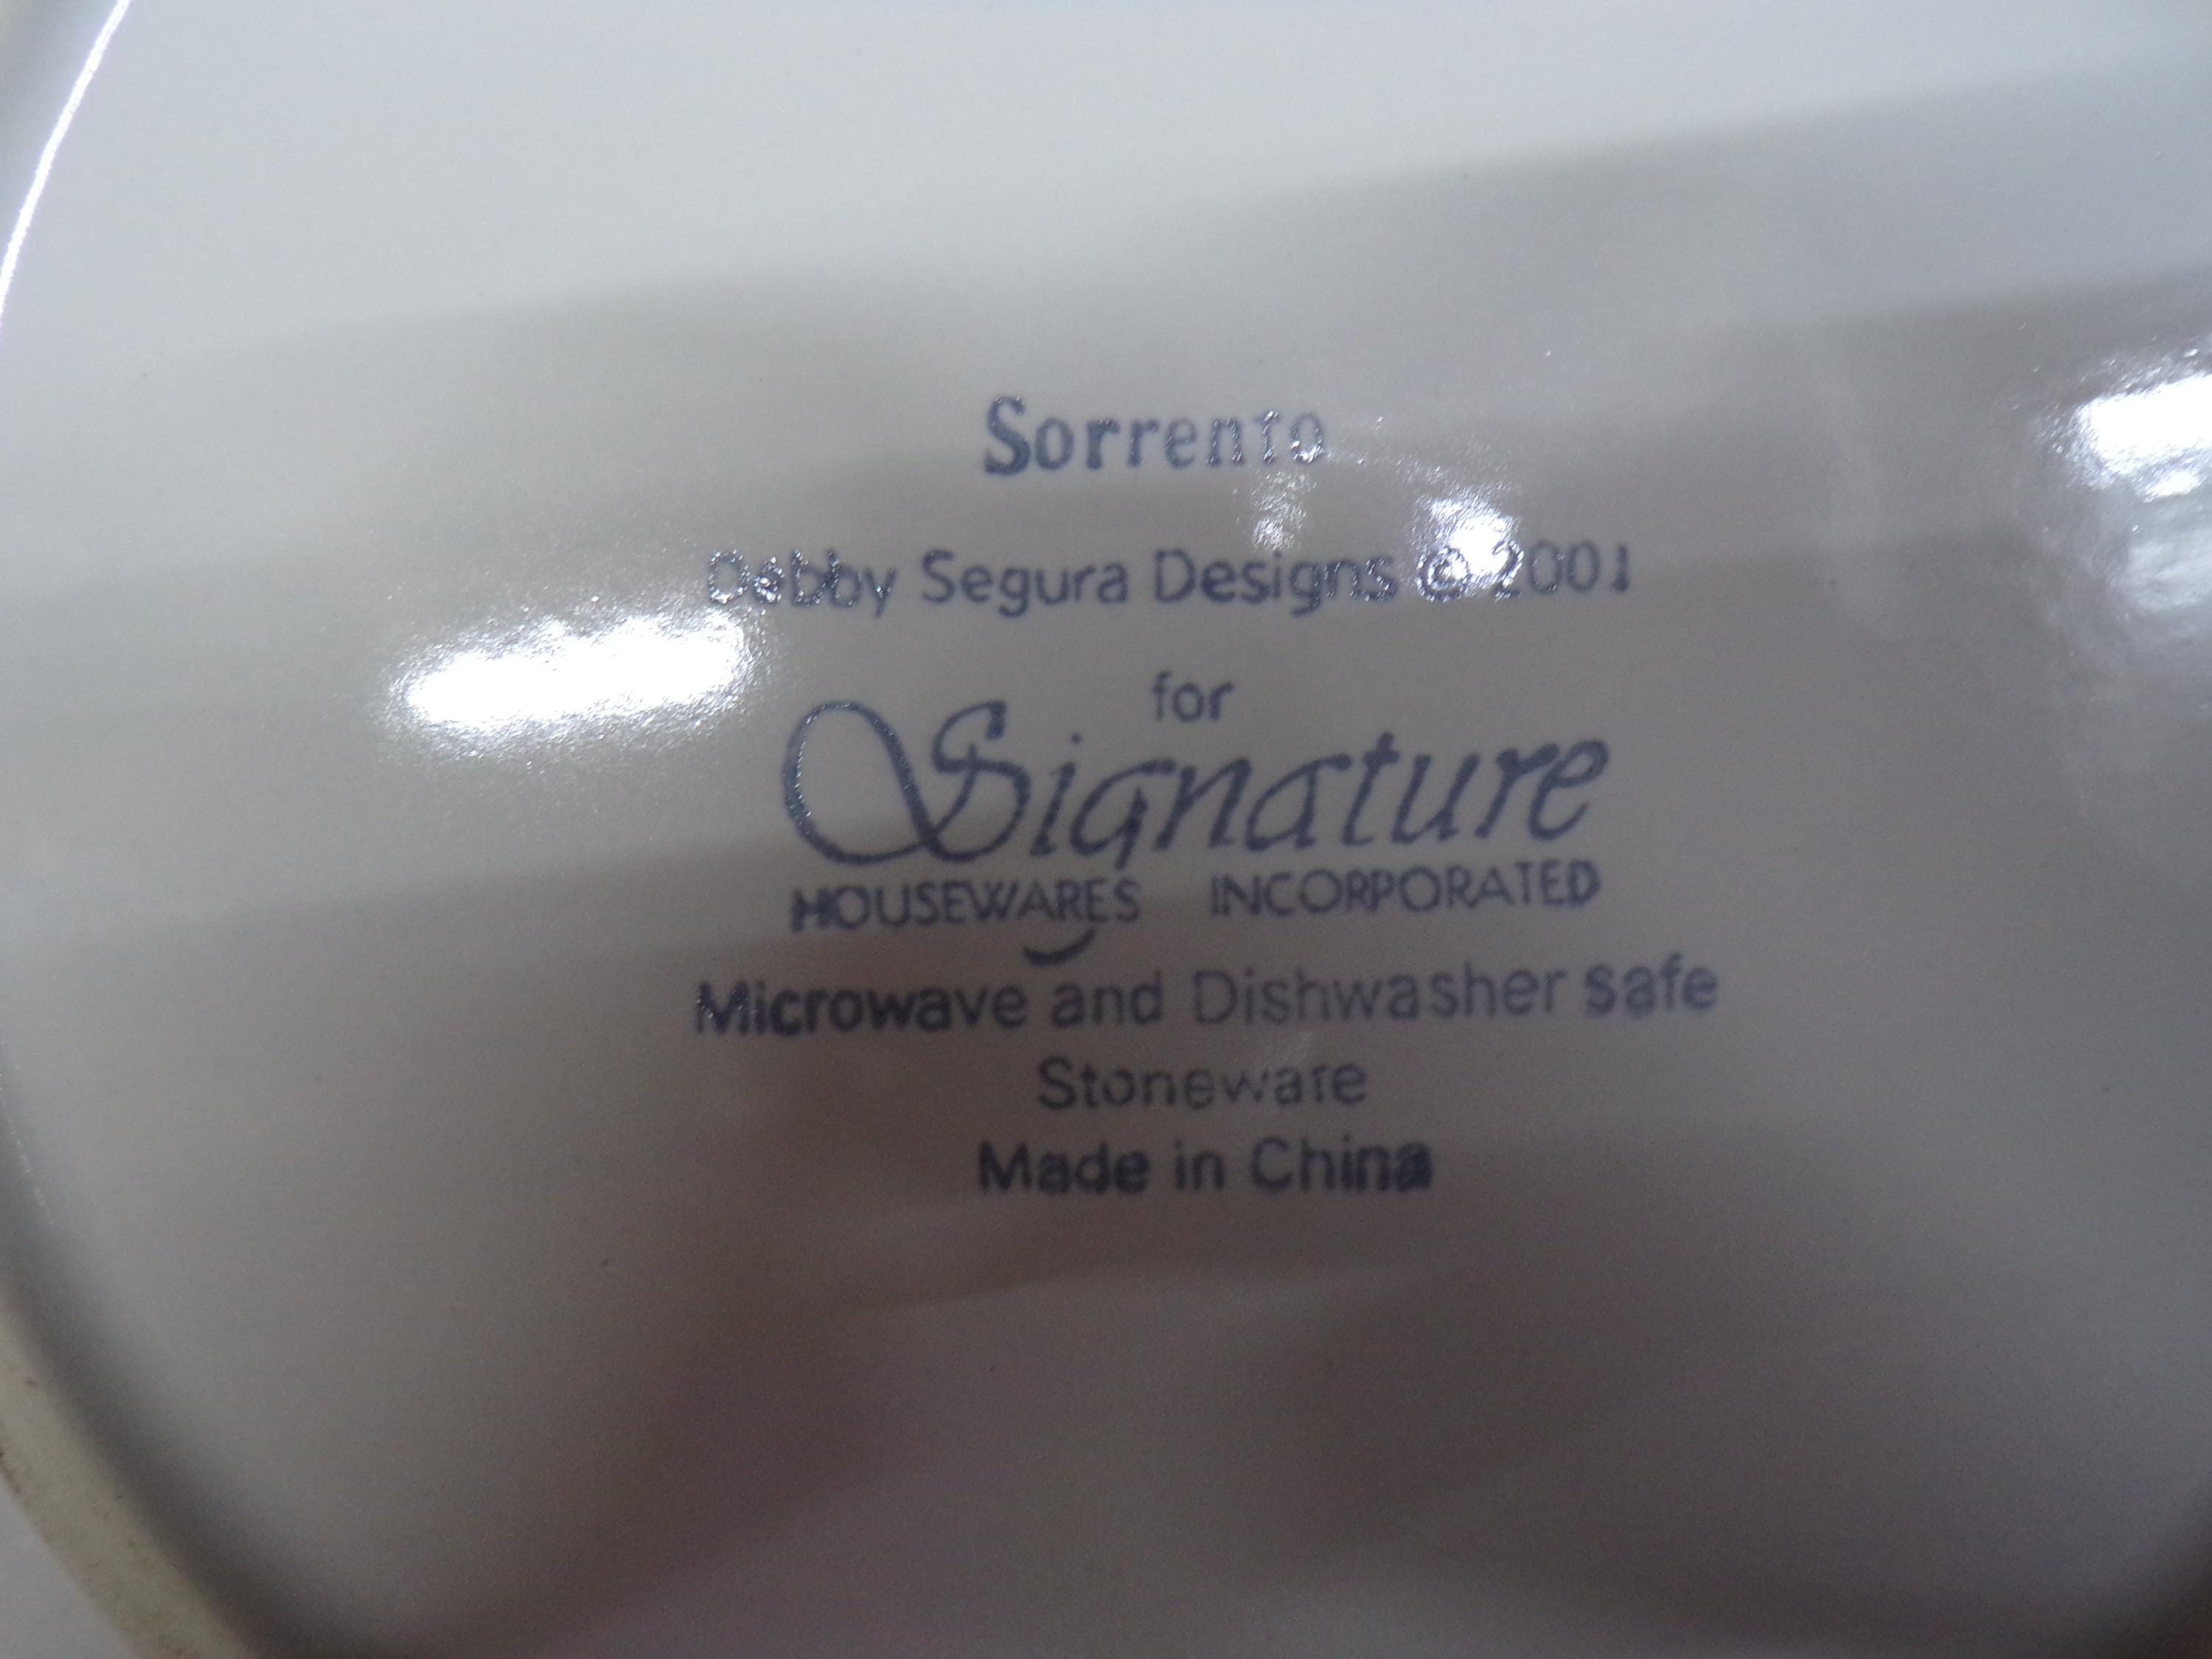 Sorrento
Debby Segura Designs © 2001
for
Signature
HOUSEWARES INCORPORATED
Microwave and Dishwasher safe
Stoneware
Made in China